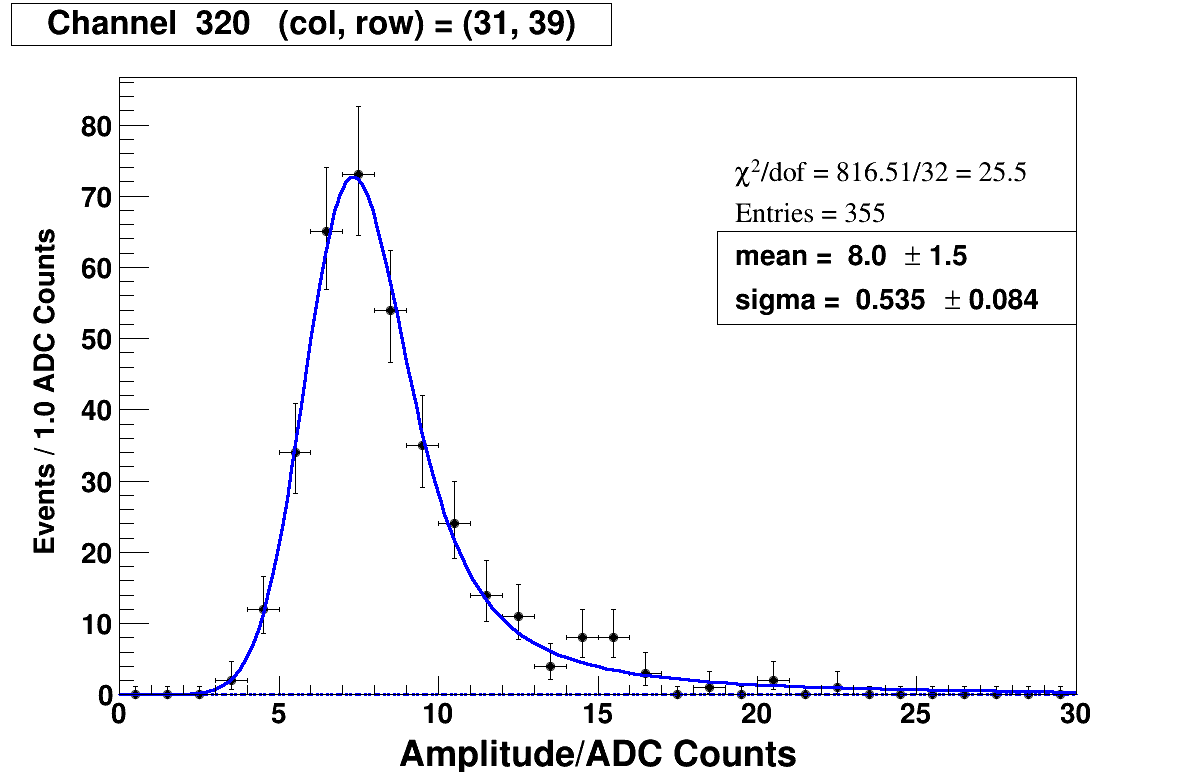 Channel 320 (col, row) = (31, 39)
χ²/dof = 816.51/32 = 25.5
Entries = 355
mean = 8.0 ± 1.5
sigma = 0.535 ± 0.084
Events / 1.0 ADC Counts
80
70
60
50
40
30
20
10
0
0 5 10 15 20 25 30
Amplitude/ADC Counts